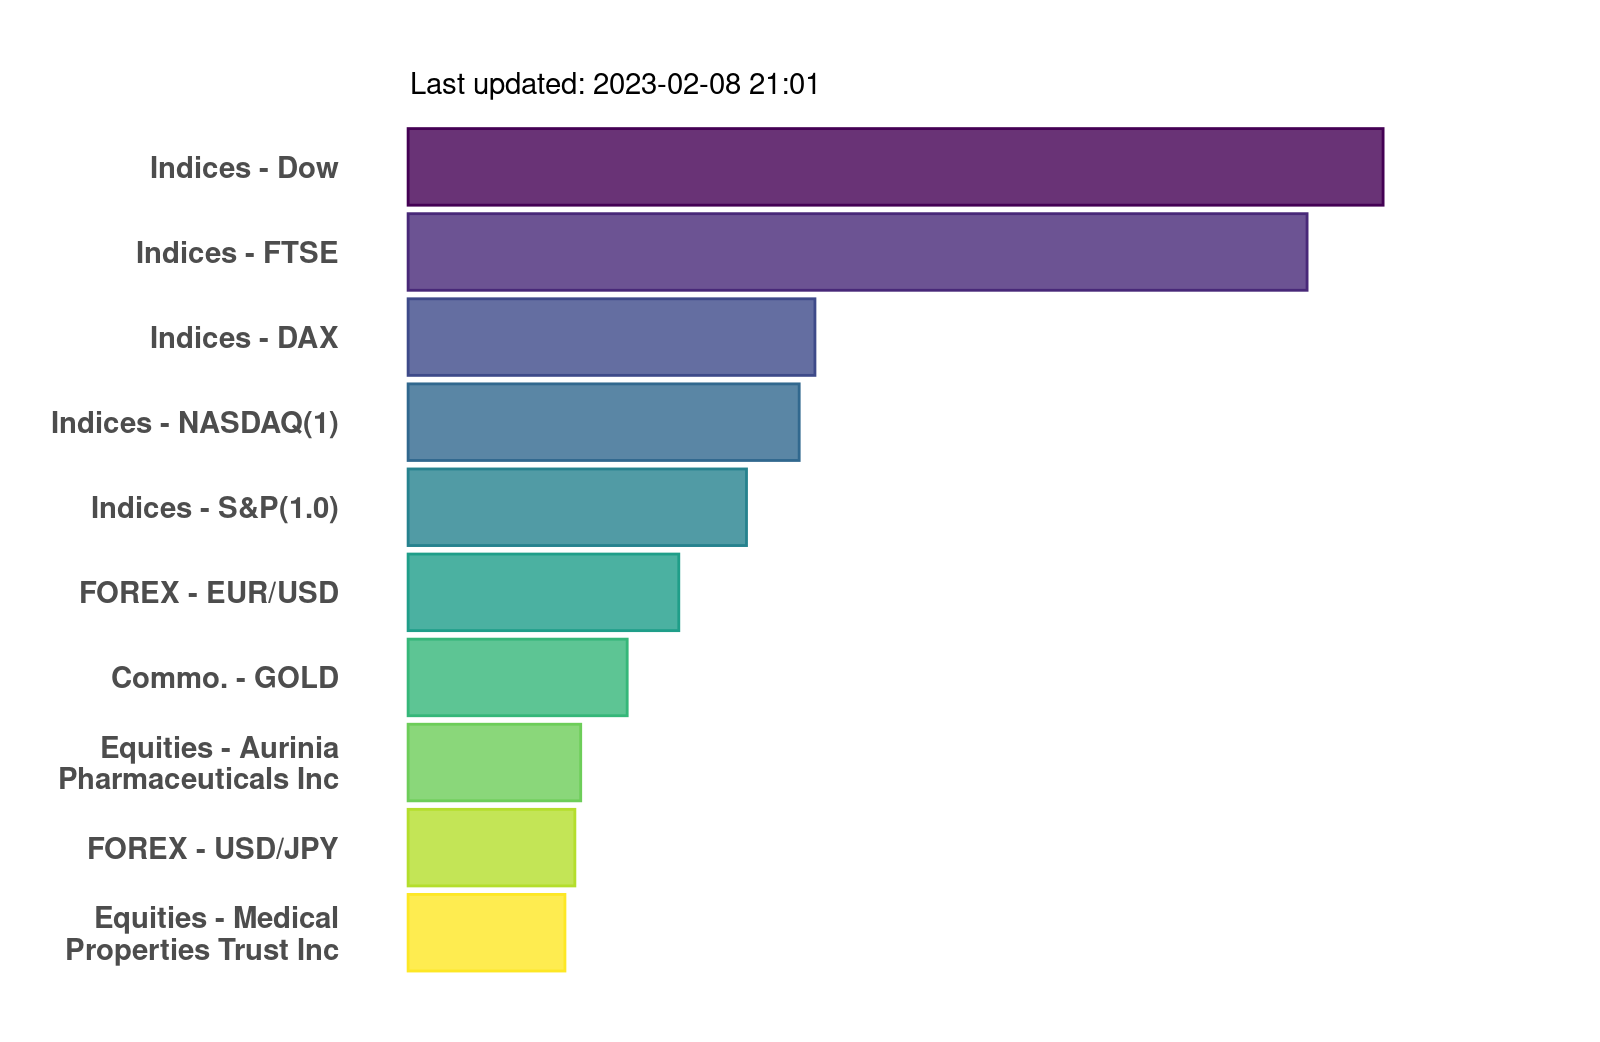 Last updated: 2023-02-08 21:01
Indices - Dow
Indices - FTSE
Indices - DAX
Indices - NASDAQ(1)
Indices - S&P(1.0)
FOREX - EUR/USD
Commo. - GOLD
Equities - Aurinia
Pharmaceuticals Inc
FOREX - USD/JPY
Equities - Medical
Properties Trust Inc